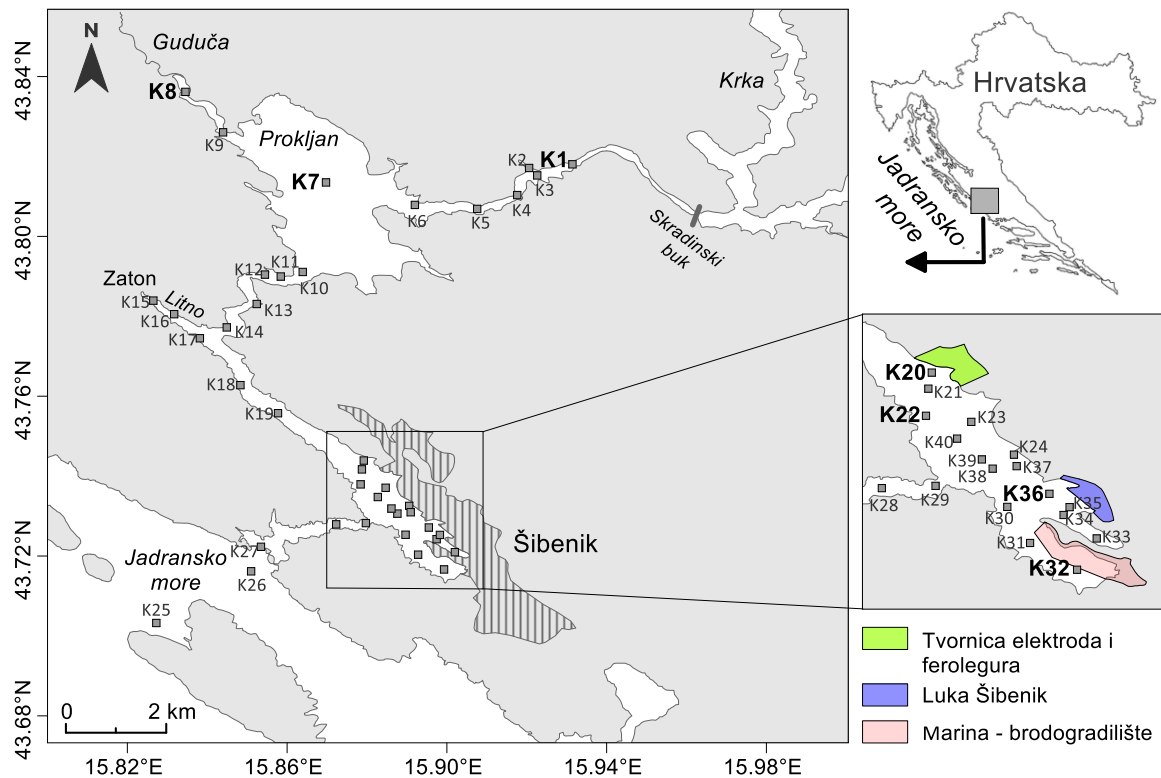 N
Guduča
K8
K9
Prokljan
K7
Krka
K2
K1
K3
K4
K5
K6
Skradinski
buk
K12
K11
K10
Zaton
K15
Litno
K16
K13
K17
K14
K18
K19
Šibenik
Jadransko
more
K27
K26
K25
0
2 km
43.84°N
43.80°N
43.76°N
43.72°N
43.68°N
15.82°E
15.86°E
15.90°E
15.94°E
15.98°E
Hrvatska
Jadransko
more
K20
K21
K22
K23
K40
K24
K39
K37
K38
K28
K29
K36
K35
K30
K34
K31
K33
K32
Tvornica elektroda i
ferolegura
Luka Šibenik
Marina - brodogradilište